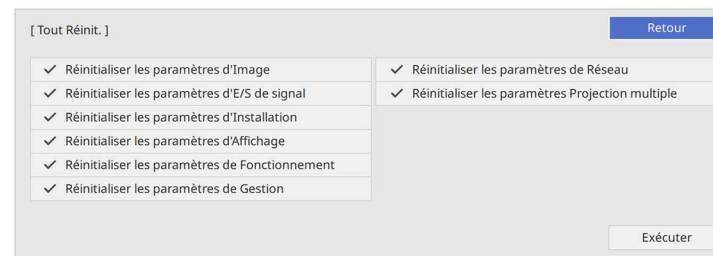 [ Tout Réinit. ]
Retour
Réinitialiser les paramètres d'Image
Réinitialiser les paramètres d'E/S de signal
Réinitialiser les paramètres d'Installation
Réinitialiser les paramètres d'Affichage
Réinitialiser les paramètres de Fonctionnement
Réinitialiser les paramètres de Gestion
Réinitialiser les paramètres de Réseau
Réinitialiser les paramètres Projection multiple
Exécuter